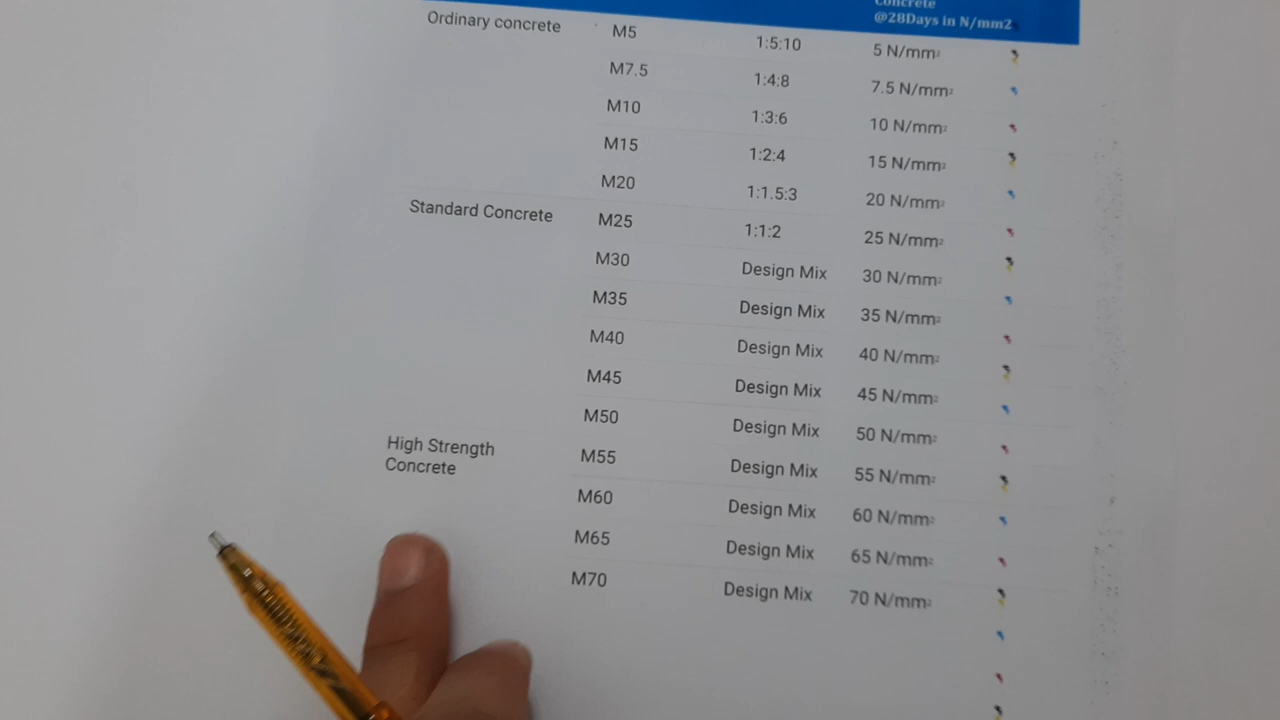 Concrete
@28Days in N/mm2
Ordinary concrete M5 1:5:10 5 N/mm²
M7.5 1:4:8 7.5 N/mm²
M10 1:3:6 10 N/mm²
M15 1:2:4 15 N/mm²
M20 1:1.5:3 20 N/mm²
Standard Concrete M25 1:1:2 25 N/mm²
M30 Design Mix 30 N/mm²
M35 Design Mix 35 N/mm²
M40 Design Mix 40 N/mm²
M45 Design Mix 45 N/mm²
M50 Design Mix 50 N/mm²
High Strength
Concrete
M55 Design Mix 55 N/mm²
M60 Design Mix 60 N/mm²
M65 Design Mix 65 N/mm²
M70 Design Mix 70 N/mm²